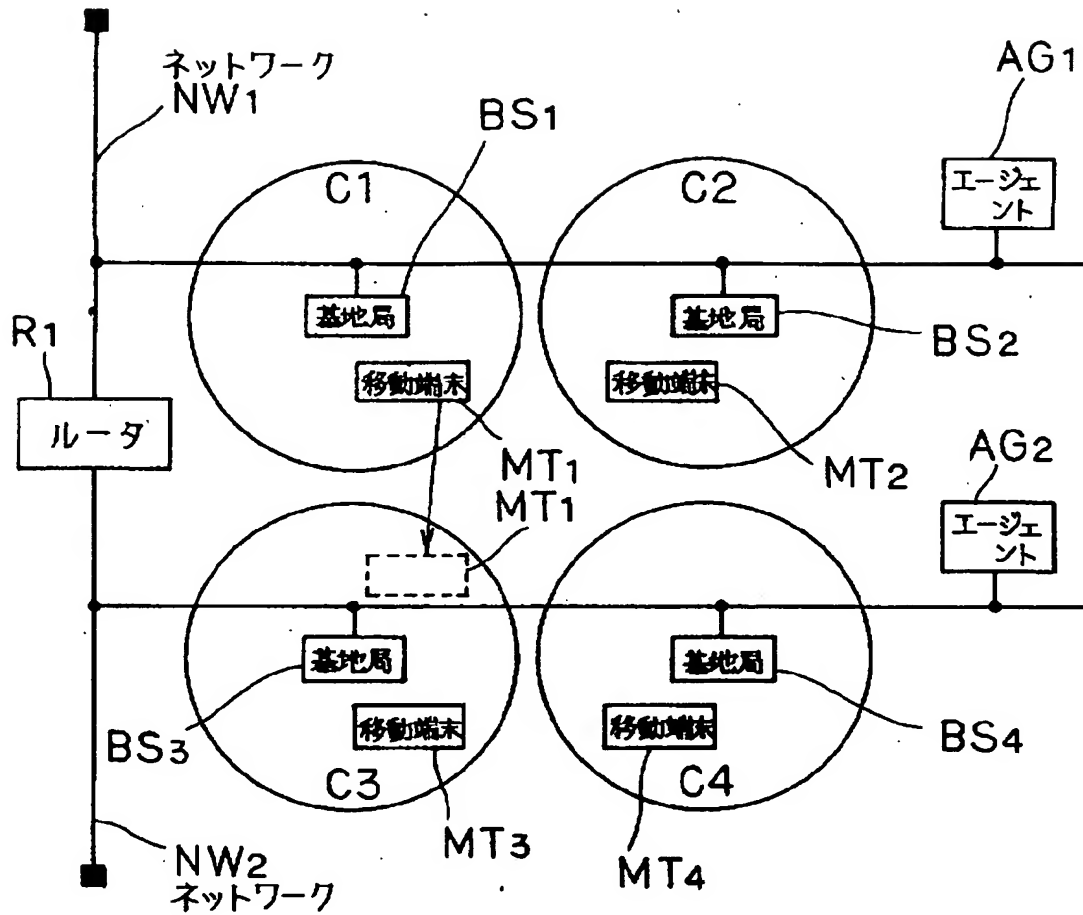 ネットワーク
NW1
BS1
AG1
C1
C2
エージェ
ント
基地局
基地局
R1
BS2
移動端末
移動端末
ルータ
MT1
MT2
MT1
AG2
エージェ
ント
基地局
基地局
BS3
移動端末
移動端末
BS4
C3
C4
MT3
MT4
NW2
ネットワーク